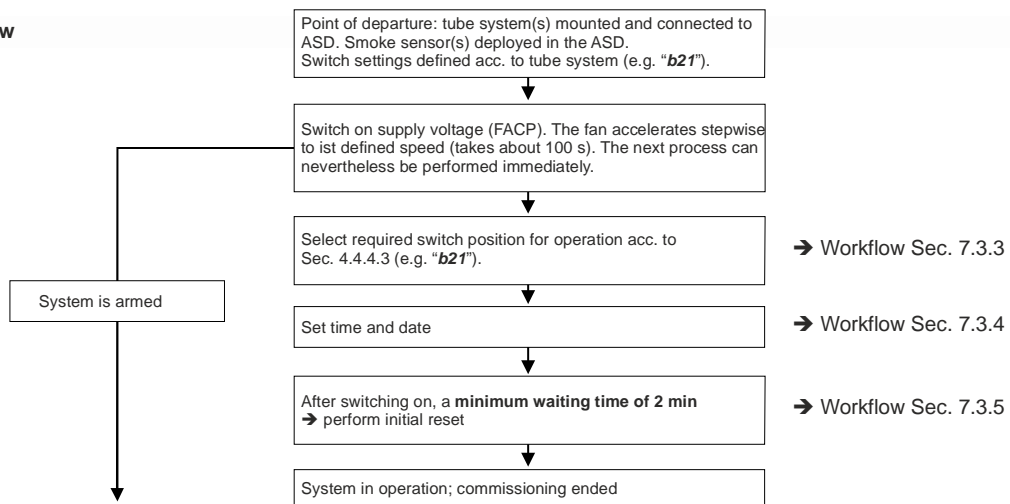 w
Point of departure: tube system(s) mounted and connected to
ASD. Smoke sensor(s) deployed in the ASD.
Switch settings defined acc. to tube system (e.g. “b21”).
Switch on supply voltage (FACP). The fan accelerates stepwise
to ist defined speed (takes about 100 s). The next process can
nevertheless be performed immediately.
Select required switch position for operation acc. to
Sec. 4.4.4.3 (e.g. “b21”).
➔ Workflow Sec. 7.3.3
System is armed
Set time and date
➔ Workflow Sec. 7.3.4
After switching on, a minimum waiting time of 2 min
➔ perform initial reset
➔ Workflow Sec. 7.3.5
System in operation; commissioning ended